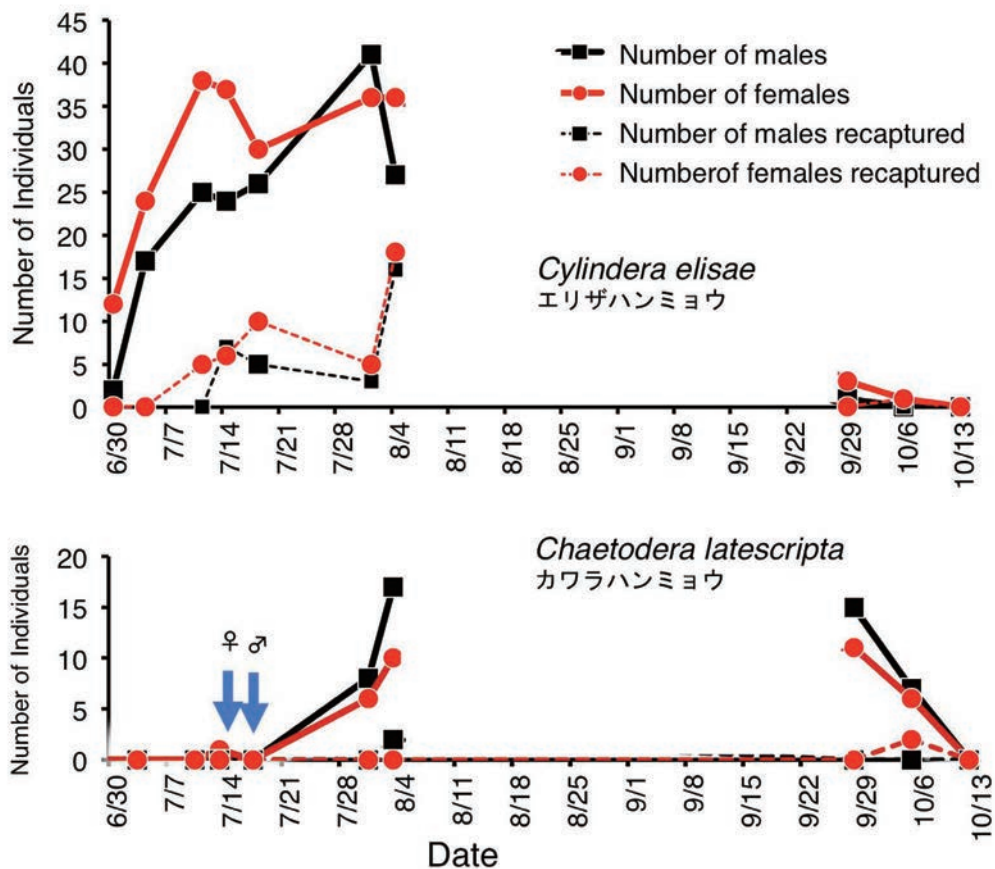 45
40
35
30
25
20
15
10
5
0
Number of Individuals
Number of males
Number of females
Number of males recaptured
Numberof females recaptured
Cylindera elisae
エリザハンミョウ
6/30 7/7 7/14 7/21 7/28 8/4 8/11 8/18 8/25 9/1 9/8 9/15 9/22 9/29 10/6 10/13
20
15
10
5
0
Number of Individuals
Chaetodera latescripta
カワラハンミョウ
♀ ♂
6/30 7/7 7/14 7/21 7/28 8/4 8/11 8/18 8/25 9/1 9/8 9/15 9/22 9/29 10/6 10/13
Date